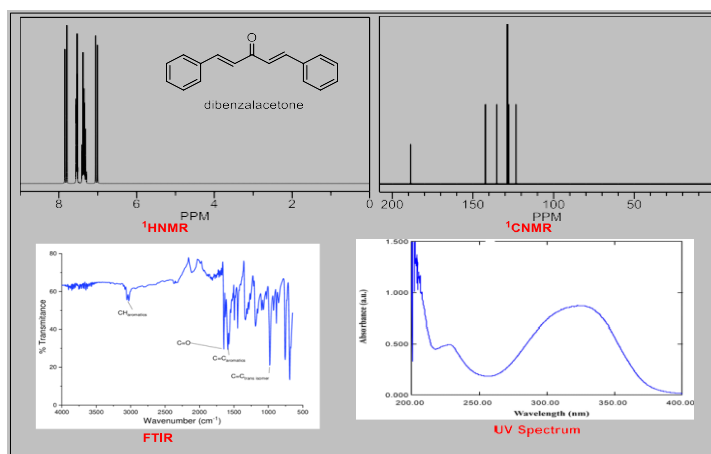 O
dibenzalacetone
8
6
4
2
0
PPM
¹HNMR
200
150
100
50
PPM
¹CNMR
80
60
40
20
0
% Transmitance
CHaromatics
C=O
C=Caromatics
C=Ctrans isomer
4000
3500
3000
2500
2000
1500
1000
500
Wavenumber (cm⁻¹)
FTIR
1.500
1.000
0.500
0.000
Absorbance (a.u.)
200.00
250.00
300.00
350.00
400.00
Wavelength (nm)
UV Spectrum